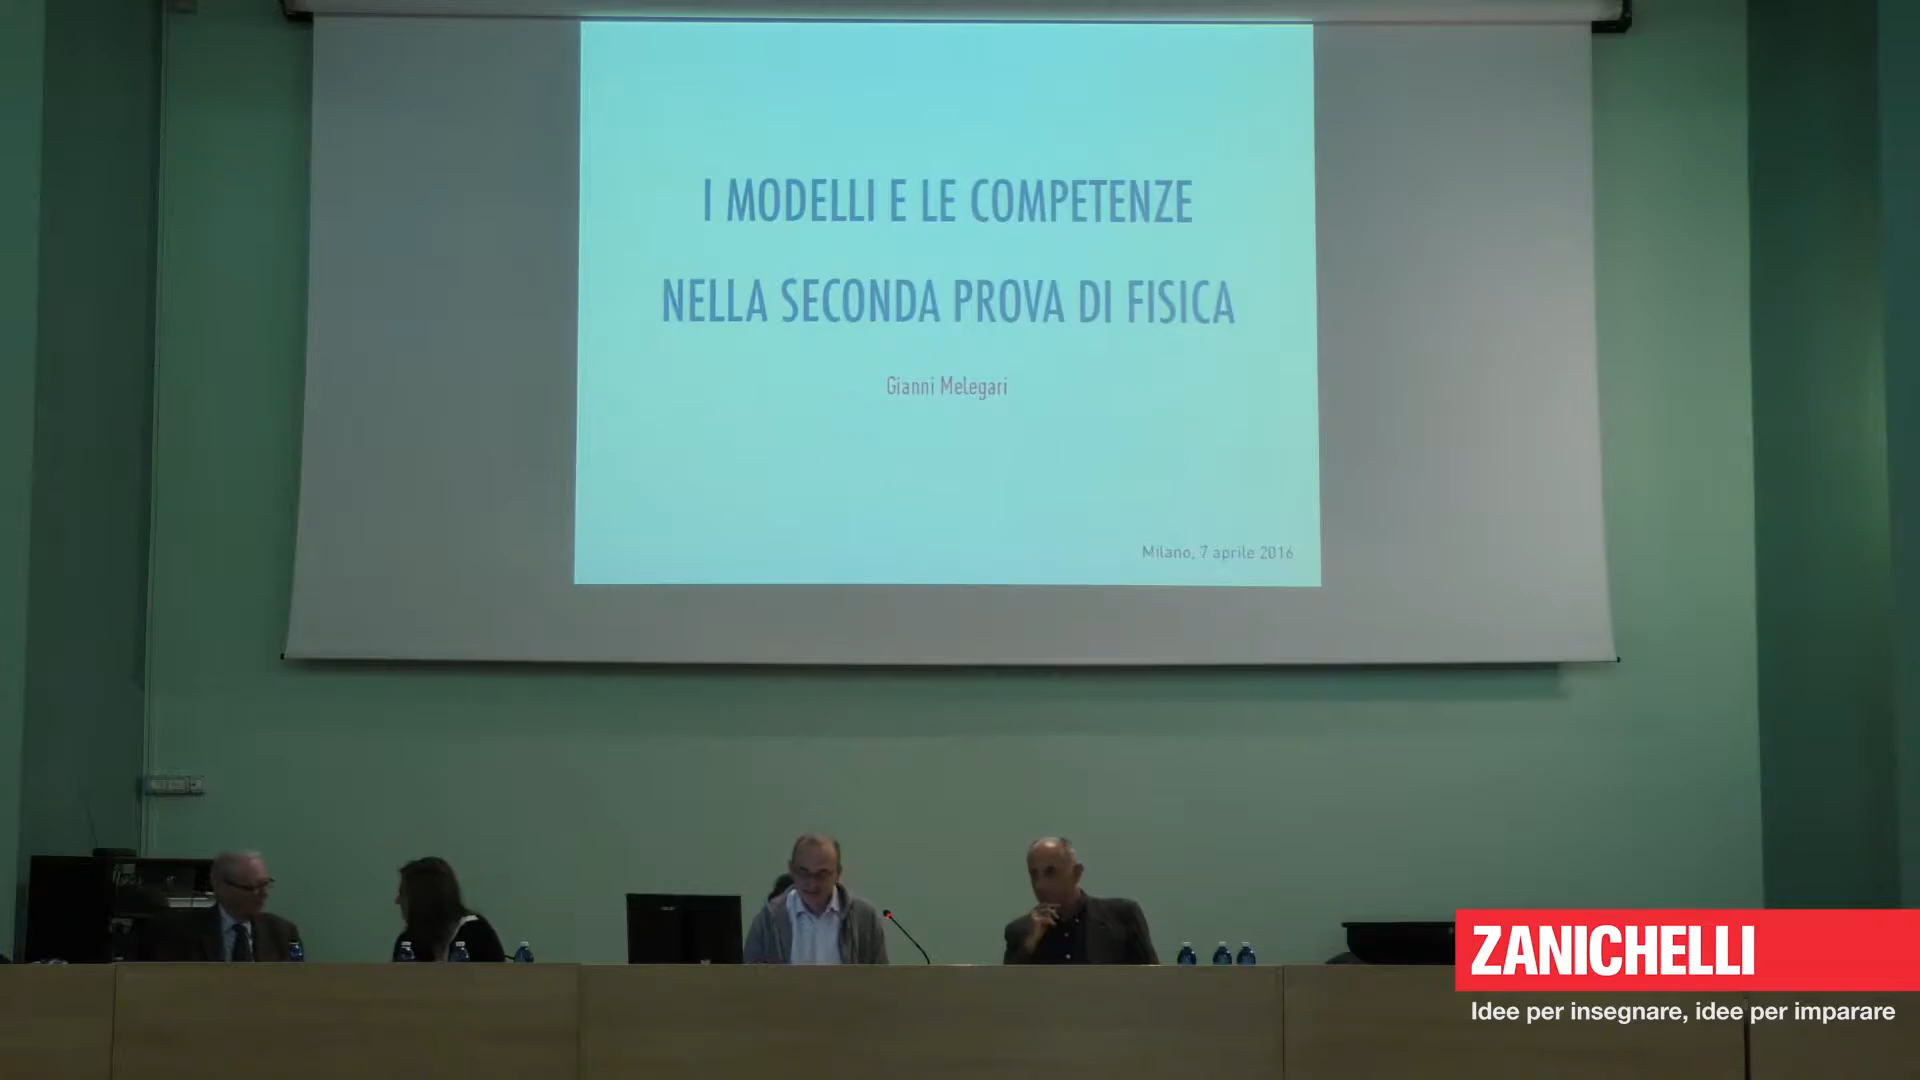 I MODELLI E LE COMPETENZE
NELLA SECONDA PROVA DI FISICA
Gianni Melegari
Milano, 7 aprile 2016
ZANICHELLI
Idee per insegnare, idee per imparare